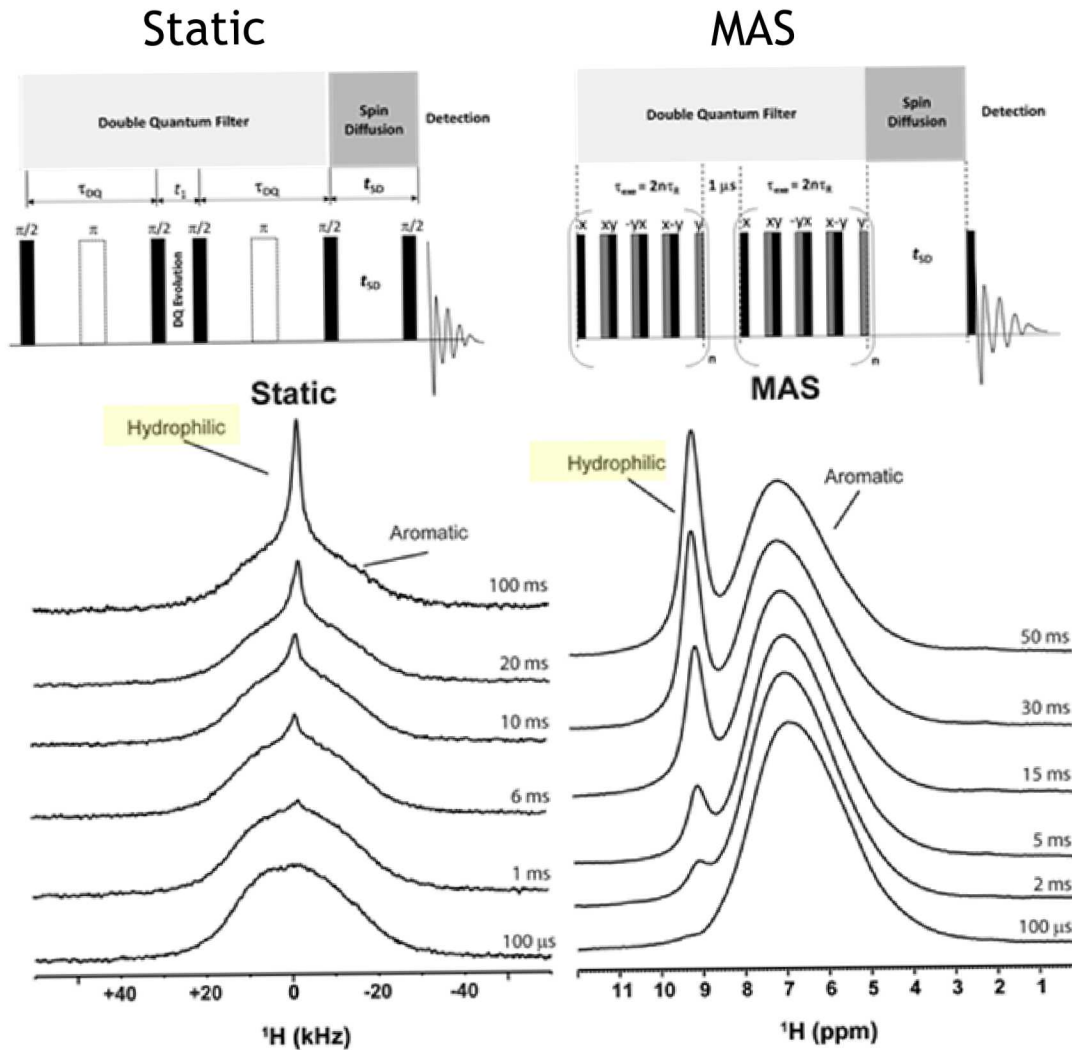 Static
MAS
Double Quantum Filter
Spin
Diffusion
Detection
τDQ
t1
τDQ
tSD
π/2
π
π/2
π/2
π
π/2
π/2
DQ Evolution
tSD
Double Quantum Filter
Spin
Diffusion
Detection
τexe = 2nτR
1 μs
τexe = 2nτR
x
xy
-yx
x-y
y
x
xy
-yx
x-y
y
tSD
n
n
Static
Hydrophilic
Aromatic
100 ms
20 ms
10 ms
6 ms
1 ms
100 μs
+40
+20
0
-20
-40
¹H (kHz)
MAS
Hydrophilic
Aromatic
50 ms
30 ms
15 ms
5 ms
2 ms
100 μs
11
10
9
8
7
6
5
4
3
2
1
¹H (ppm)